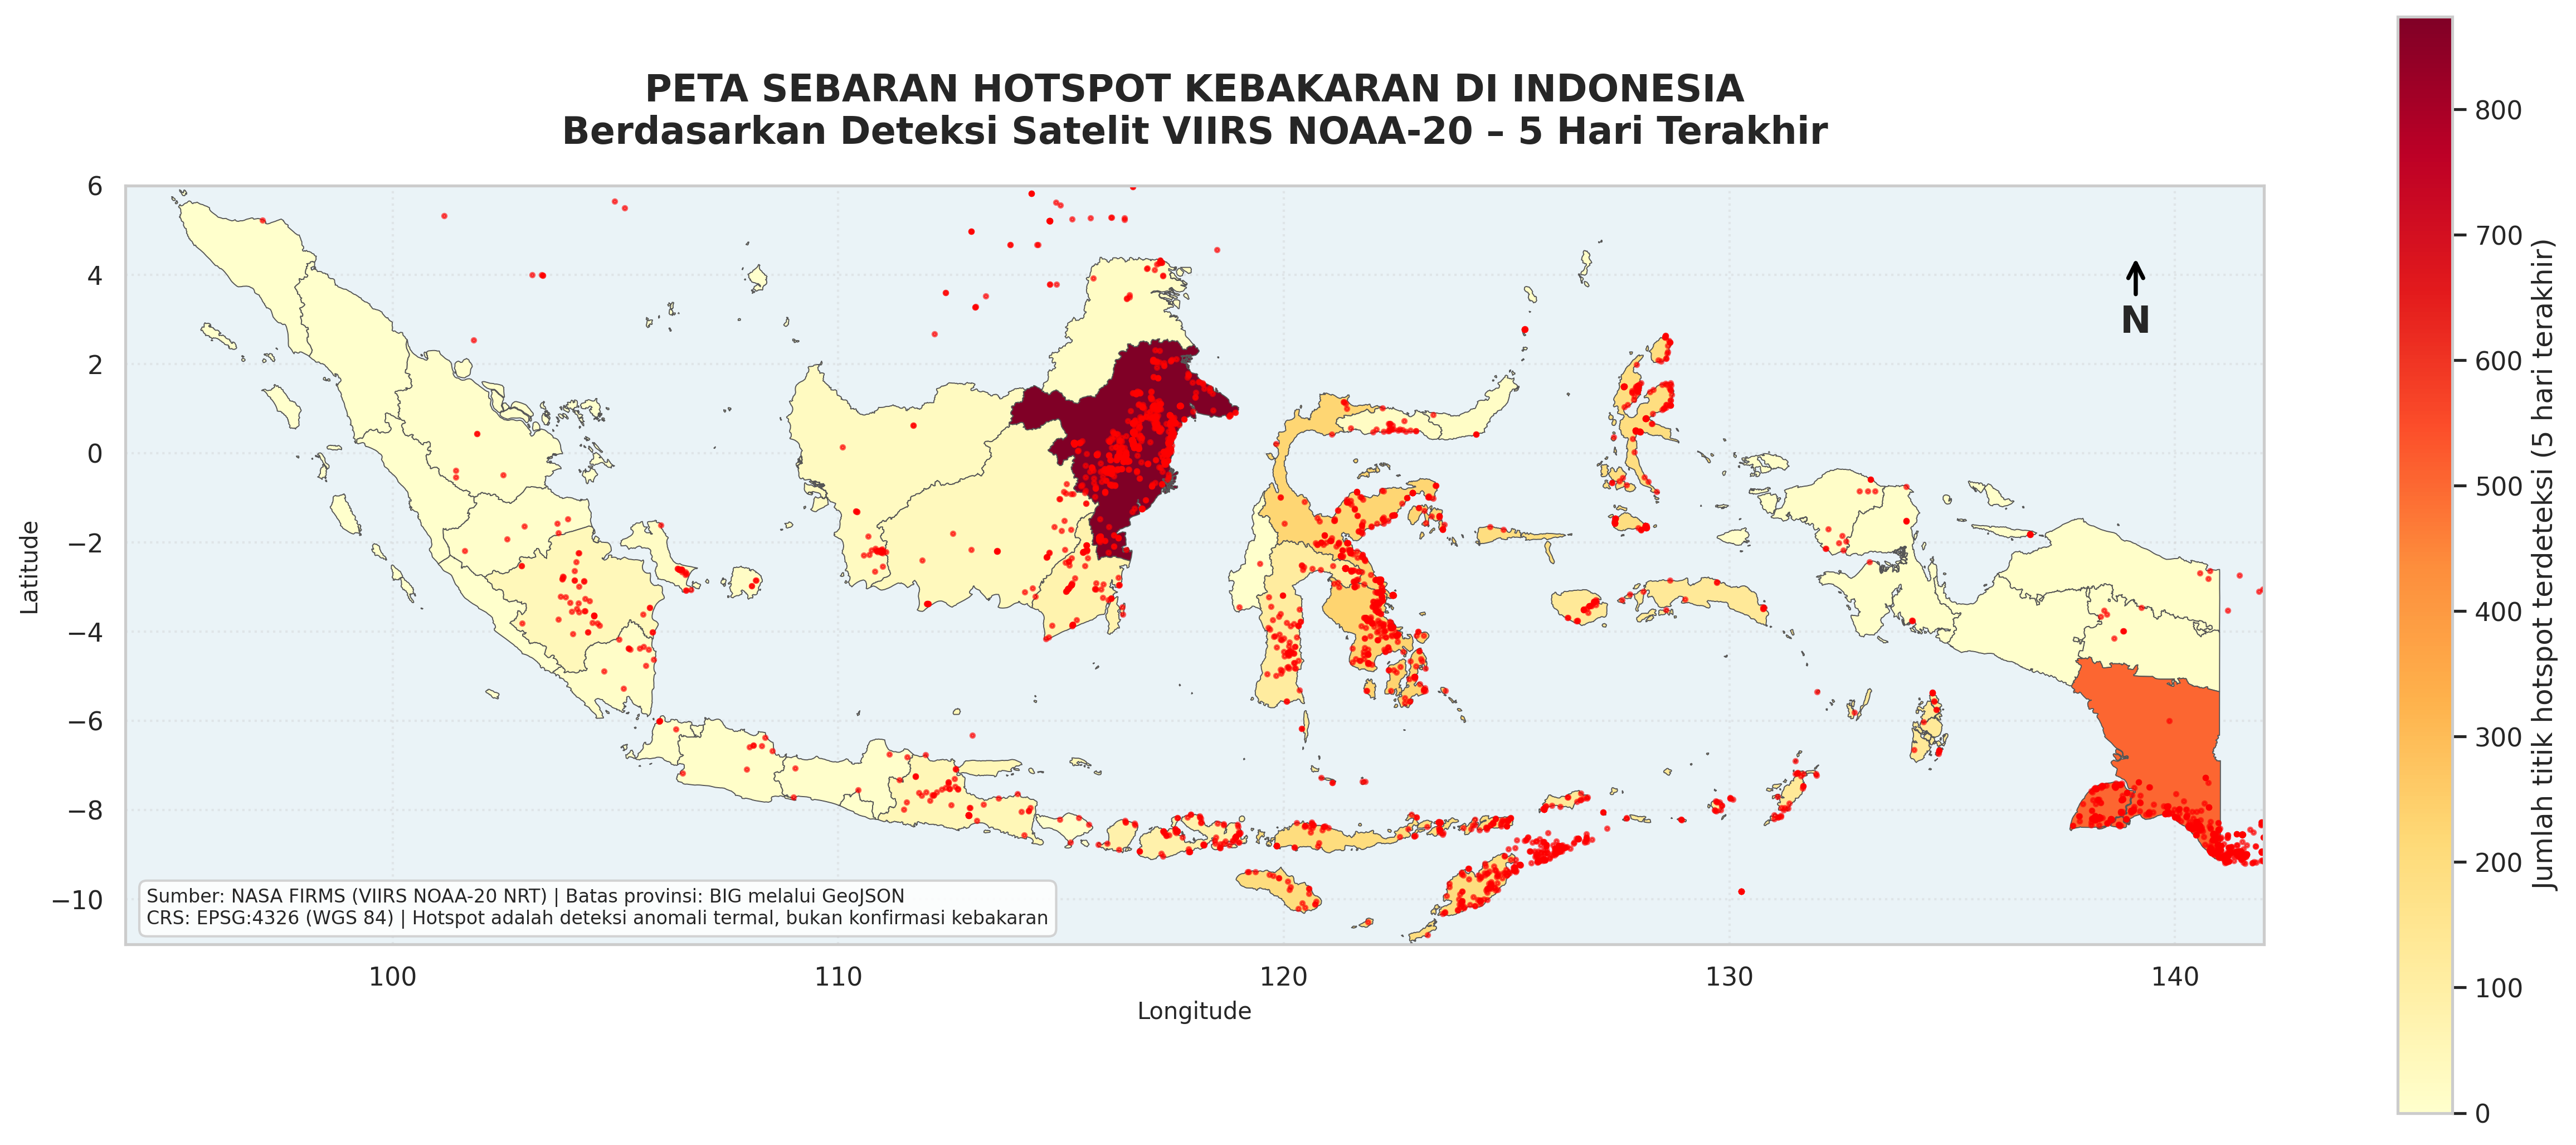 PETA SEBARAN HOTSPOT KEBAKARAN DI INDONESIA
Berdasarkan Deteksi Satelit VIIRS NOAA-20 – 5 Hari Terakhir
6
4
2
0
−2
−4
−6
−8
−10
Latitude
N
Sumber: NASA FIRMS (VIIRS NOAA-20 NRT) | Batas provinsi: BIG melalui GeoJSON
CRS: EPSG:4326 (WGS 84) | Hotspot adalah deteksi anomali termal, bukan konfirmasi kebakaran
100
110
120
130
140
Longitude
800
700
600
500
400
300
200
100
0
Jumlah titik hotspot terdeteksi (5 hari terakhir)